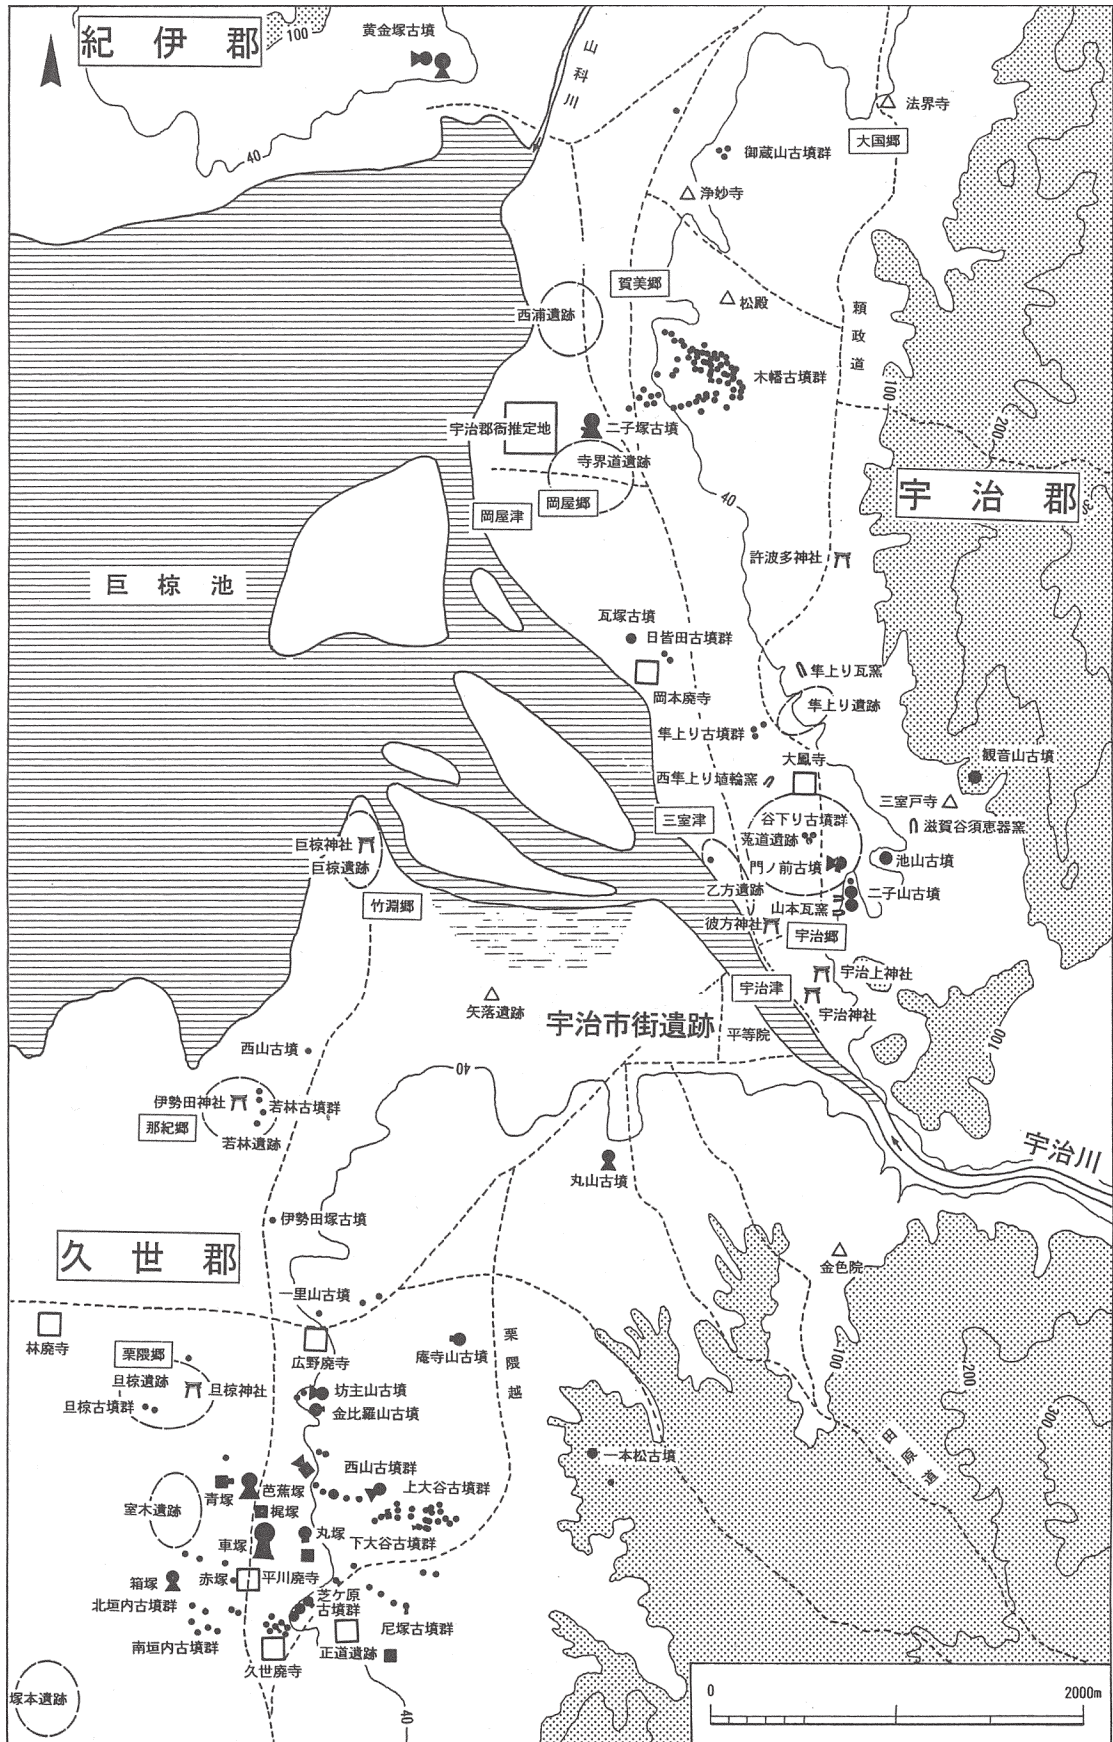 紀伊郡
100
黄金塚古墳
山科川
法界寺
大国郷
御蔵山古墳群
40
浄妙寺
賀美郷
松殿
西浦遺跡
頼政道
木幡古墳群
100
200
宇治郡衙推定地
二子塚古墳
寺界道遺跡
宇治郡
岡屋郷
岡屋津
40
許波多神社
巨椋池
瓦塚古墳
日皆田古墳群
隼上り瓦窯
岡本廃寺
隼上り遺跡
隼上り古墳群
観音山古墳
大鳳寺
西隼上り埴輪窯
三室戸寺
三室津
谷下り古墳群
滋賀谷須恵器窯
巨椋神社
菟道遺跡
巨椋遺跡
門ノ前古墳
池山古墳
乙方遺跡
二子山古墳
竹淵郷
山本瓦窯
彼方神社
宇治郷
宇治上神社
宇治津
矢落遺跡
宇治神社
宇治市街遺跡
平等院
100
西山古墳
40
伊勢田神社
若林古墳群
那紀郷
若林遺跡
宇治川
丸山古墳
伊勢田塚古墳
久世郡
金色院
一里山古墳
林廃寺
栗隈郷
広野廃寺
庵寺山古墳
栗隈越
100
200
旦椋遺跡
旦椋神社
坊主山古墳
旦椋古墳群
金比羅山古墳
300
田原道
一本松古墳
西山古墳群
上大谷古墳群
青塚
芭蕉塚
室木遺跡
梶塚
車塚
丸塚
下大谷古墳群
箱塚
赤塚
平川廃寺
芝ケ原
古墳群
北垣内古墳群
尼塚古墳群
南垣内古墳群
正道遺跡
久世廃寺
塚本遺跡
40
0
2000m